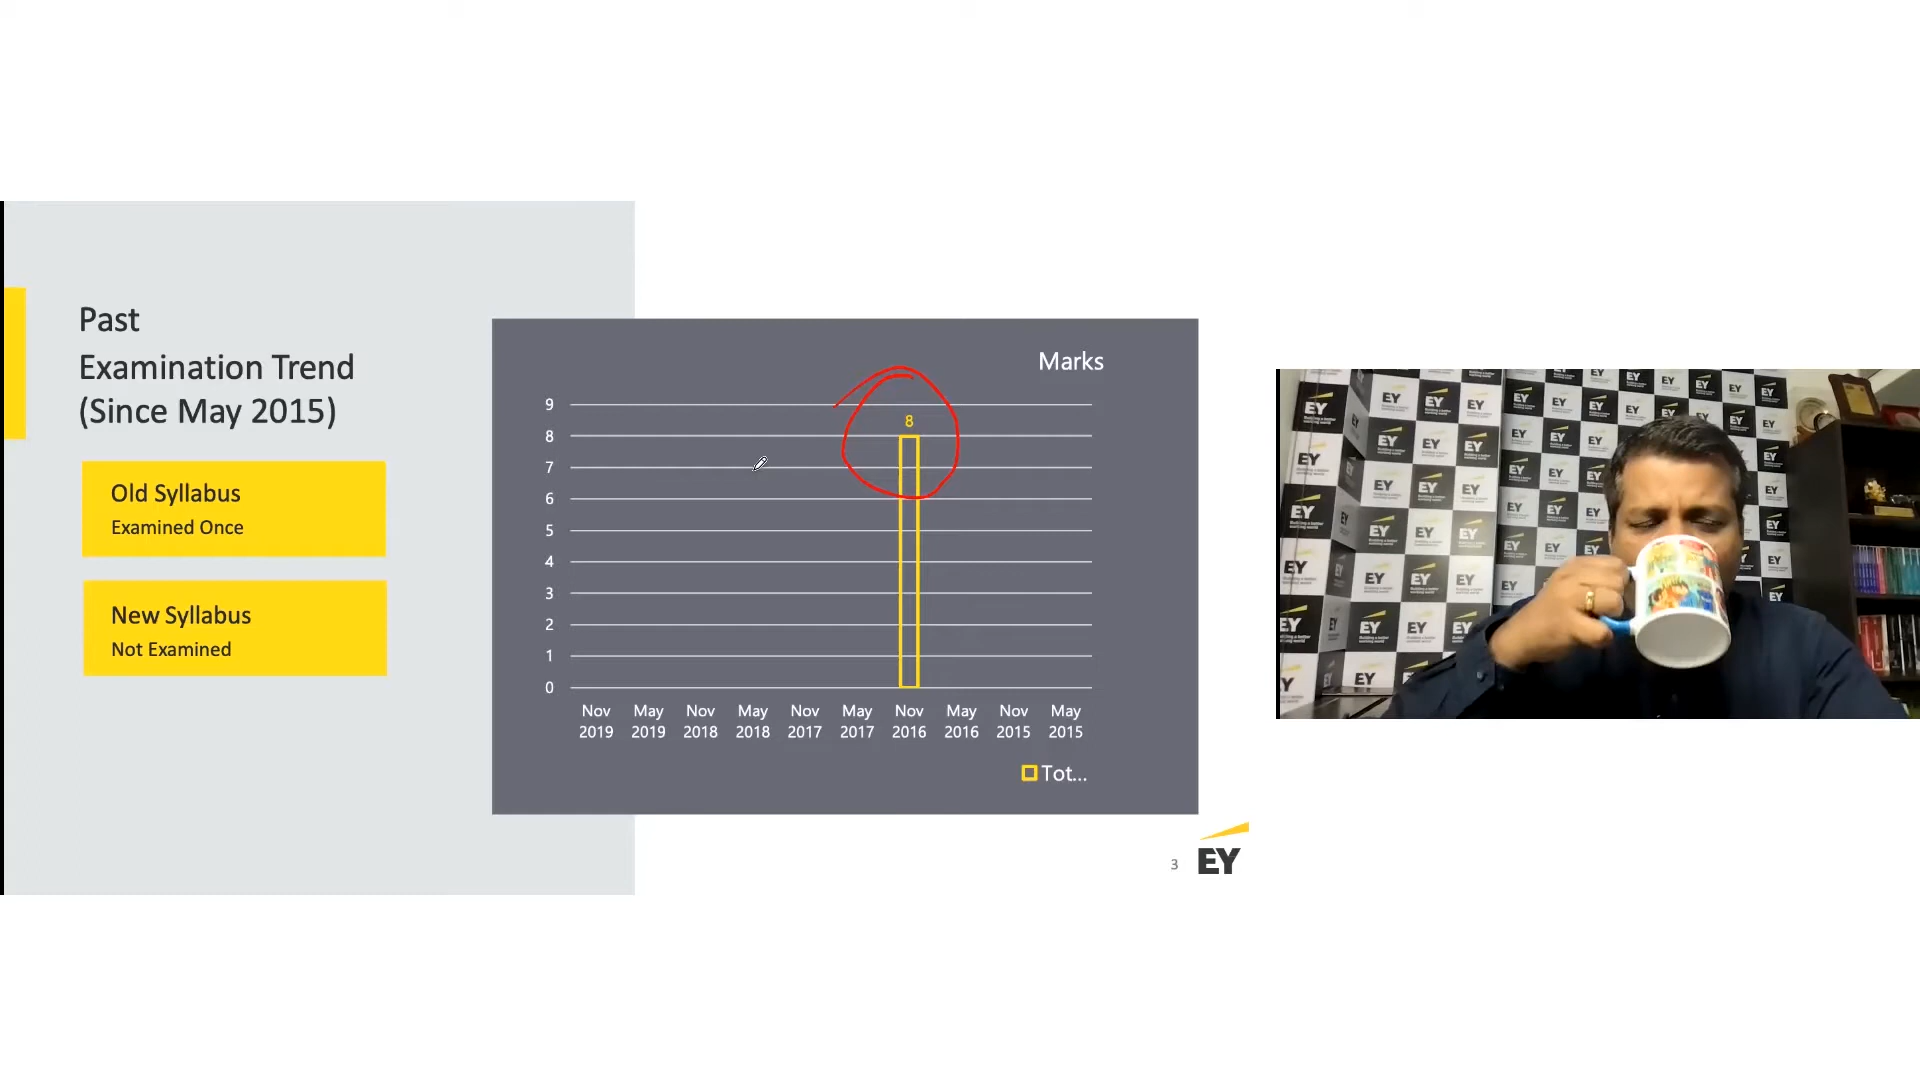 Past
Examination Trend
(Since May 2015)
Old Syllabus
Examined Once
New Syllabus
Not Examined
Marks
9
8
7
6
5
4
3
2
1
0
8
Nov 2019
May 2019
Nov 2018
May 2018
Nov 2017
May 2017
Nov 2016
May 2016
Nov 2015
May 2015
Tot...
3
EY